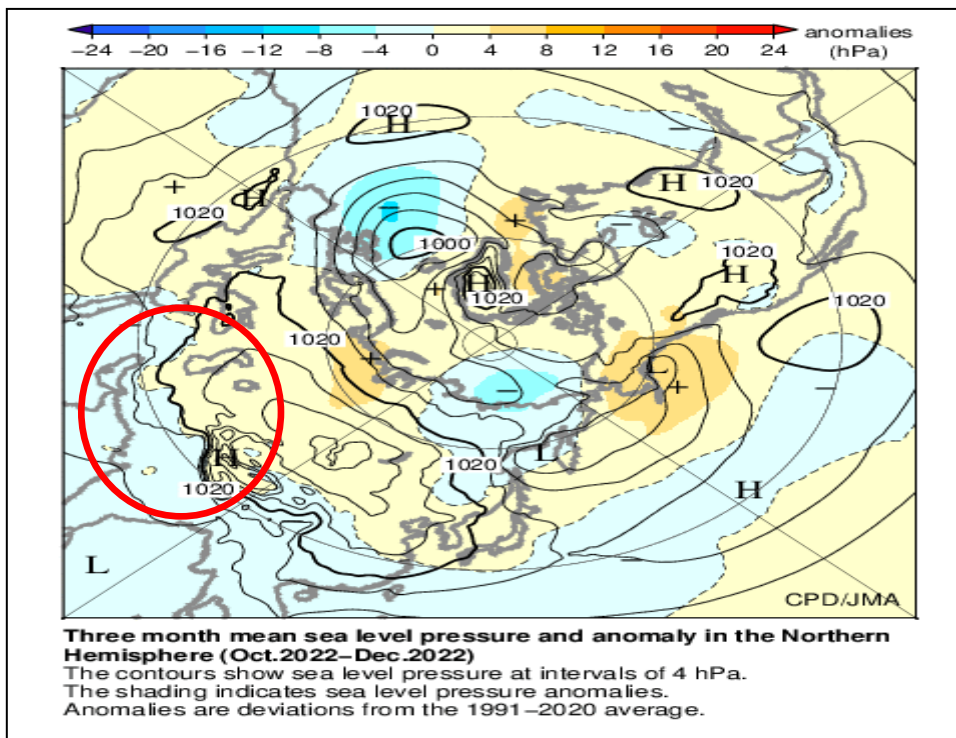 −24 −20 −16 −12 −8 −4 0 4 8 12 16 20 24 anomalies
(hPa)
1020
H
−
+
H
1020
H
1020
H
1020
−
+
−
1000
1020
H
+
H
1020
1020
1020
+
L
+
−
−
H
1020
L
1020
H
−
L
CPD/JMA
Three month mean sea level pressure and anomaly in the Northern
Hemisphere (Oct.2022−Dec.2022)
The contours show sea level pressure at intervals of 4 hPa.
The shading indicates sea level pressure anomalies.
Anomalies are deviations from the 1991−2020 average.